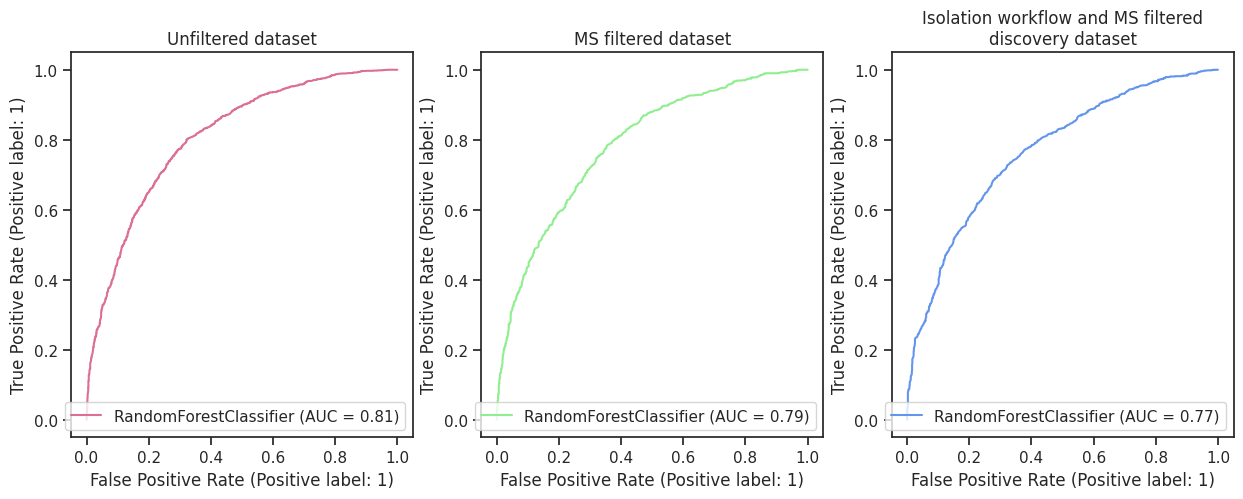 Unfiltered dataset
True Positive Rate (Positive label: 1)
1.0
0.8
0.6
0.4
0.2
0.0
RandomForestClassifier (AUC = 0.81)
0.0 0.2 0.4 0.6 0.8 1.0
False Positive Rate (Positive label: 1)
MS filtered dataset
True Positive Rate (Positive label: 1)
1.0
0.8
0.6
0.4
0.2
0.0
RandomForestClassifier (AUC = 0.79)
0.0 0.2 0.4 0.6 0.8 1.0
False Positive Rate (Positive label: 1)
Isolation workflow and MS filtered
discovery dataset
True Positive Rate (Positive label: 1)
1.0
0.8
0.6
0.4
0.2
0.0
RandomForestClassifier (AUC = 0.77)
0.0 0.2 0.4 0.6 0.8 1.0
False Positive Rate (Positive label: 1)